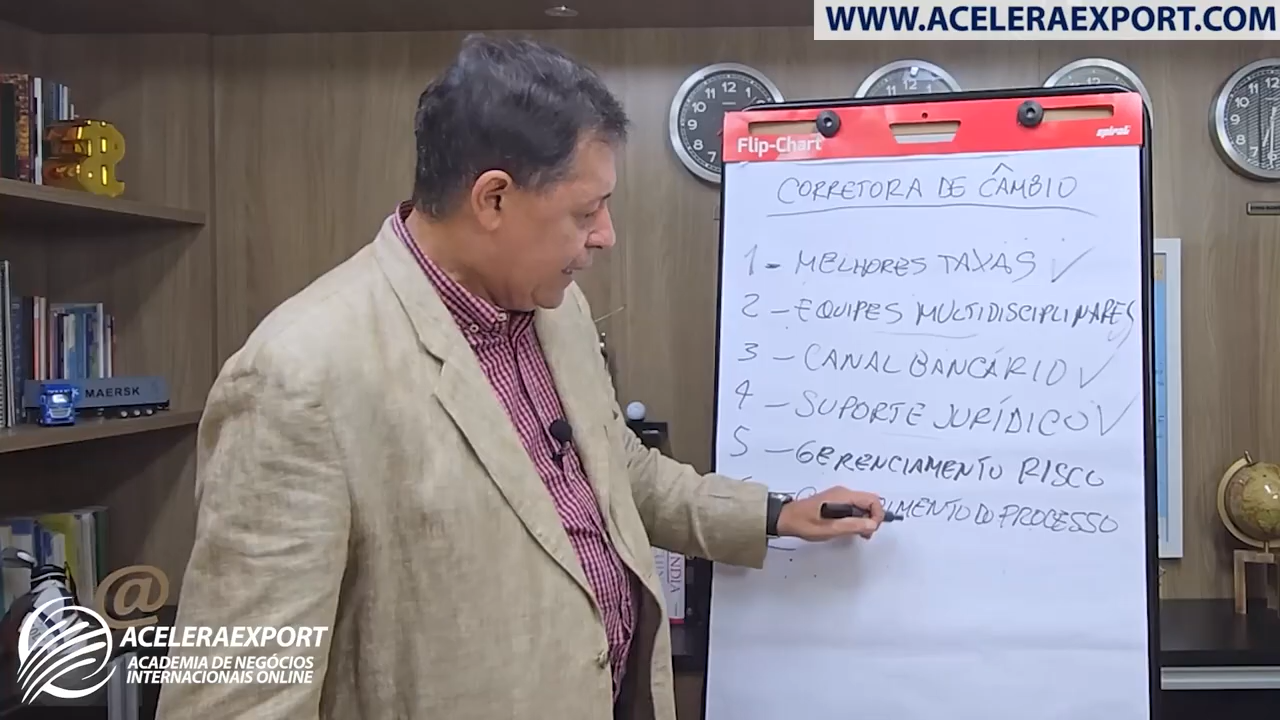 WWW.ACELERAEXPORT.COM
Flip-Chart
spiral
CORRETORA DE CÂMBIO
1 - MELHORES TAXAS ✓
2 - EQUIPES MULTIDISCIPLINARES
3 - CANAL BANCÁRIO ✓
4 - SUPORTE JURÍDICO ✓
5 - GERENCIAMENTO RISCO
DO PROCESSO
MAERSK
@
ACELERAEXPORT
ACADEMIA DE NEGÓCIOS
INTERNACIONAIS ONLINE